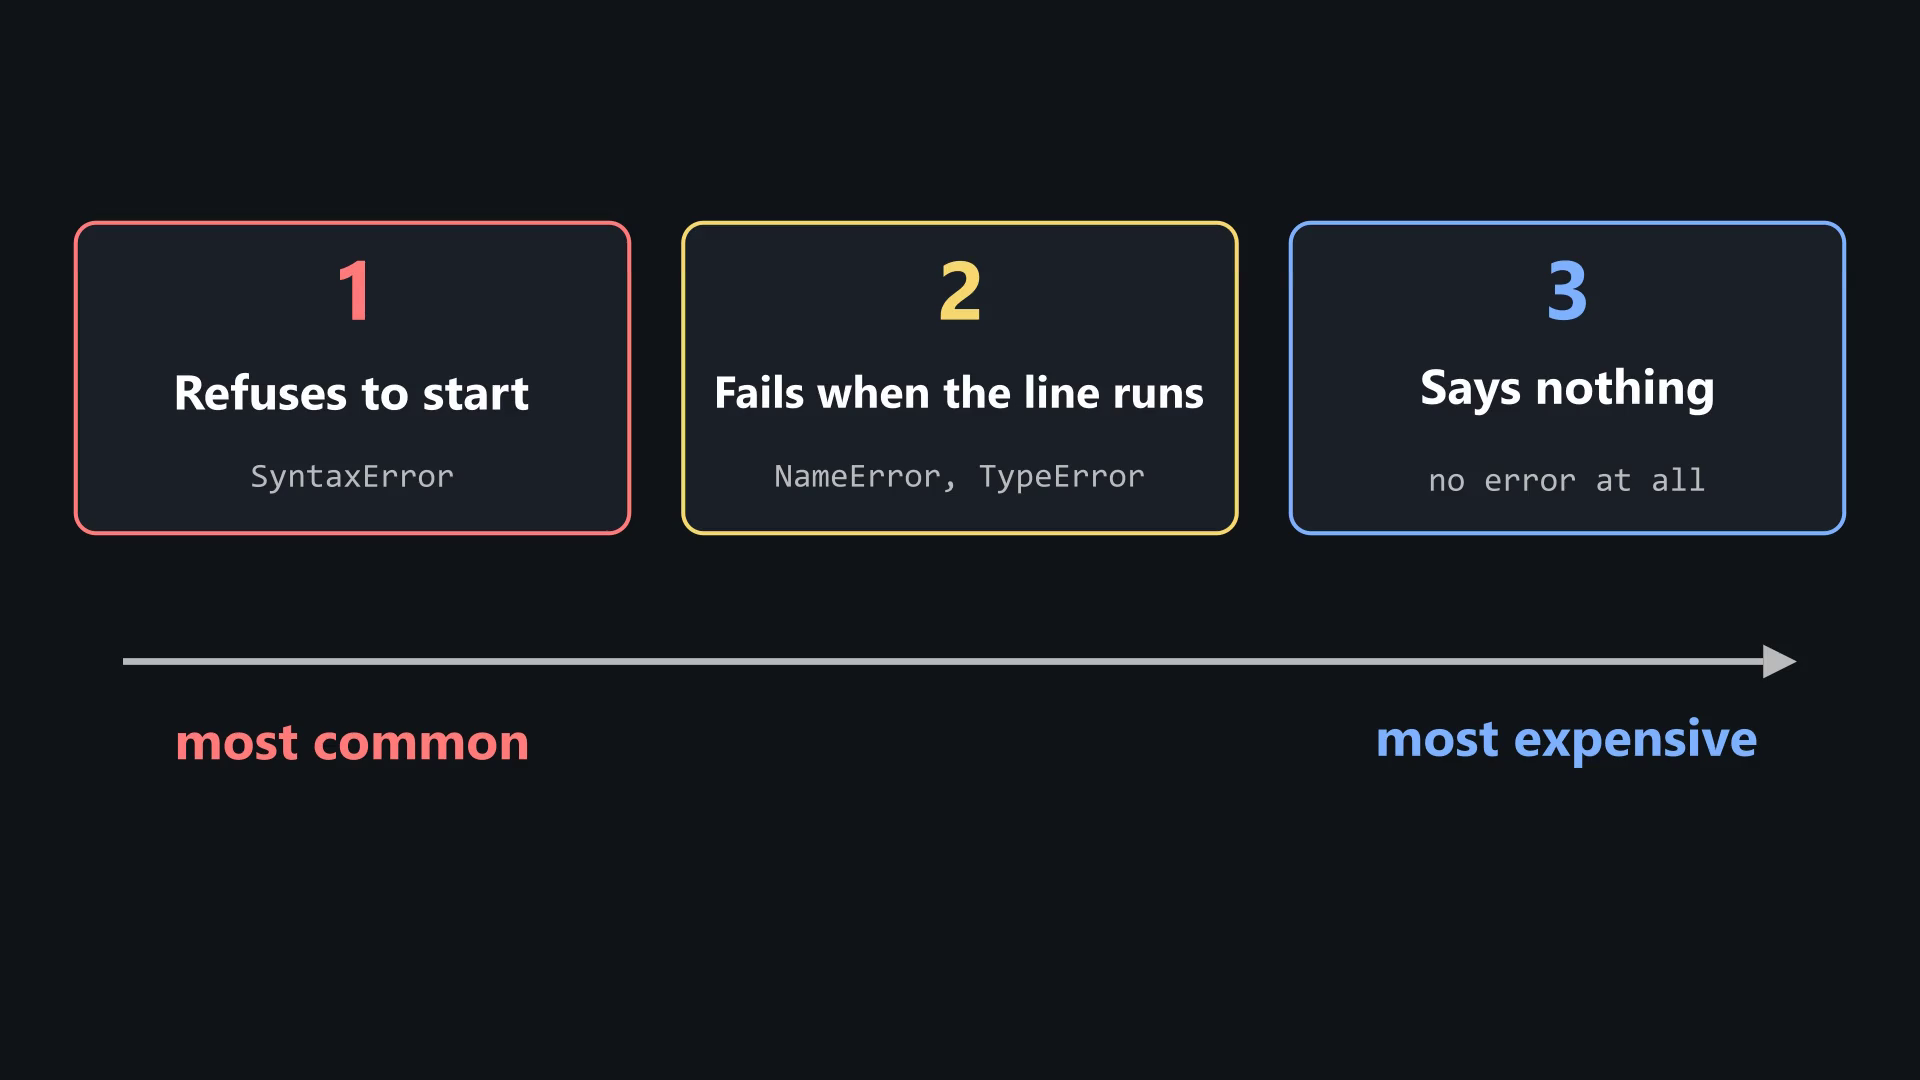 1
Refuses to start
SyntaxError
2
Fails when the line runs
NameError, TypeError
3
Says nothing
no error at all
most common
most expensive